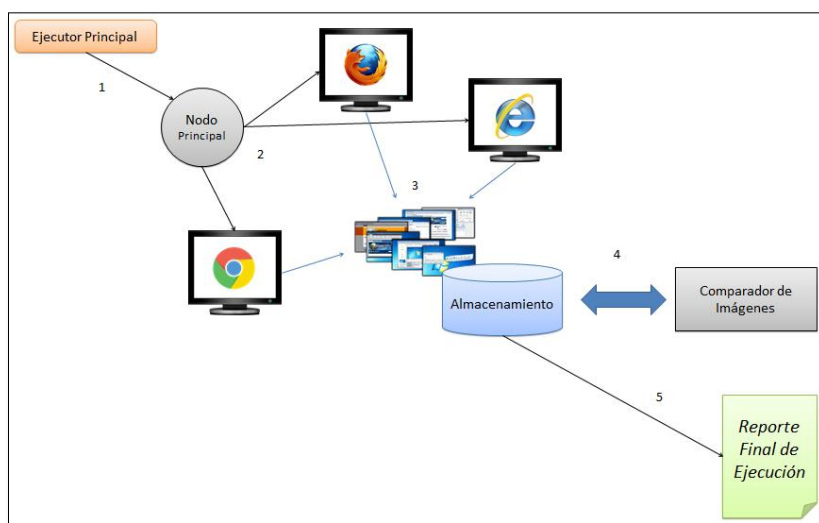 Ejecutor Principal
1
Nodo
Principal
2
3
4
Almacenamiento
Comparador de
Imágenes
5
Reporte
Final de
Ejecución